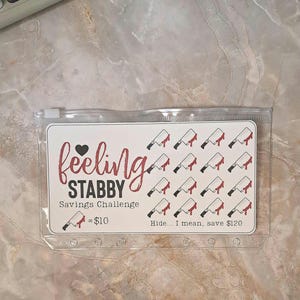 feeling
STABBY
Savings Challenge
= $10
Hide... I mean, save $120